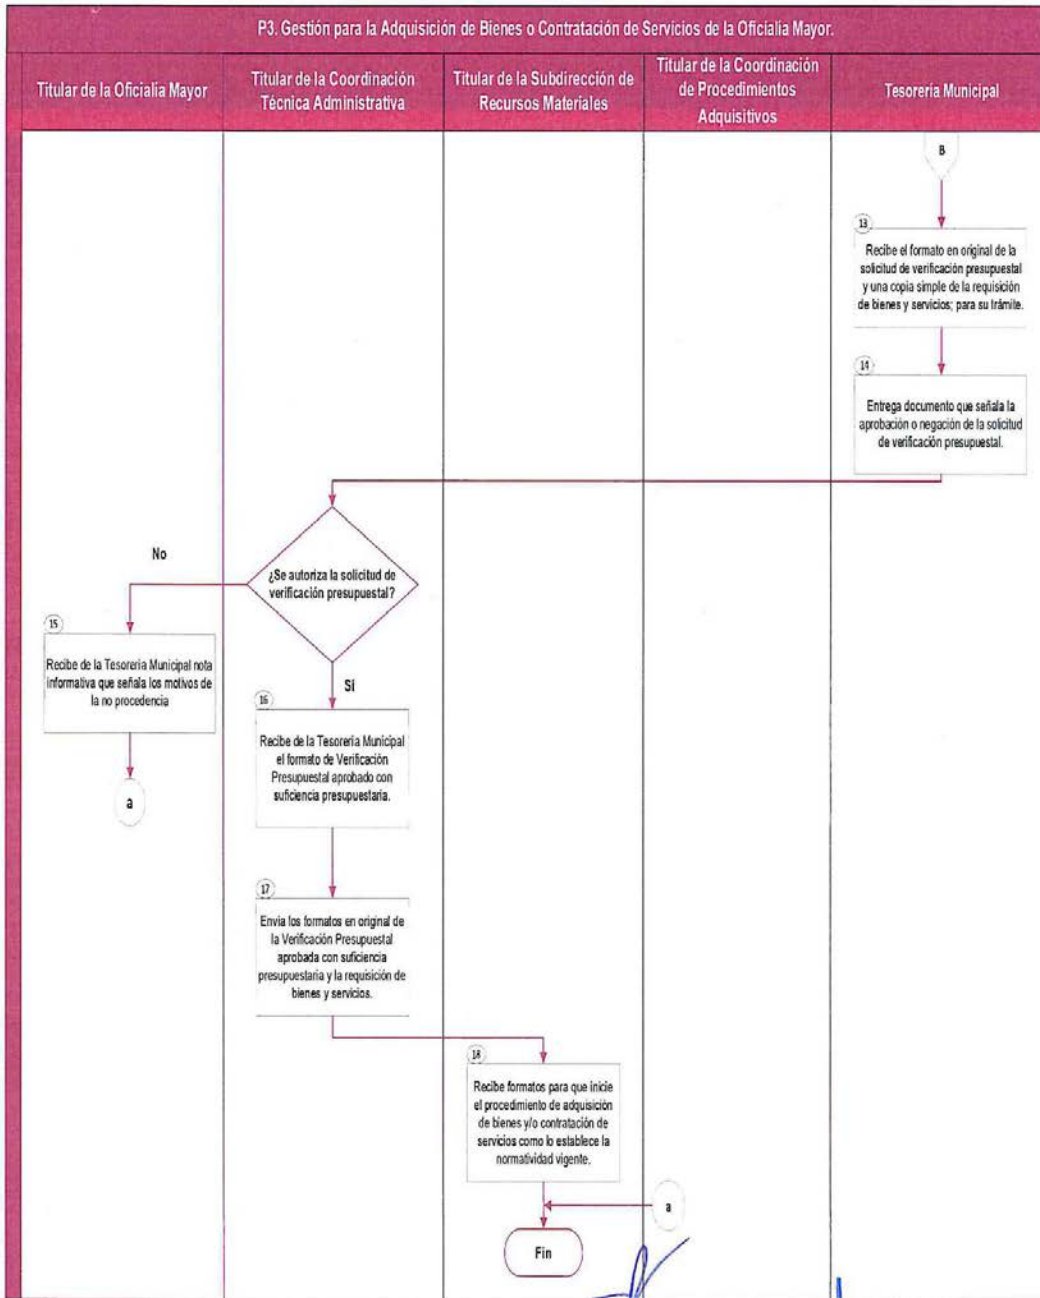 P3. Gestión para la Adquisición de Bienes o Contratación de Servicios de la Oficialia Mayor.
Titular de la Oficialia Mayor
Titular de la Coordinación
Técnica Administrativa
Titular de la Subdirección de
Recursos Materiales
Titular de la Coordinación
de Procedimientos
Adquisitivos
Tesorería Municipal
B
13
Recibe el formato en original de la
solicitud de verificación presupuestal
y una copia simple de la requisición
de bienes y servicios; para su trámite.
14
Entrega documento que señala la
aprobación o negación de la solicitud
de verificación presupuestal.
¿Se autoriza la solicitud de
verificación presupuestal?
No
15
Recibe de la Tesorería Municipal nota
informativa que señala los motivos de
la no procedencia
a
Sí
16
Recibe de la Tesorería Municipal
el formato de Verificación
Presupuestal aprobado con
suficiencia presupuestaria.
17
Envía los formatos en original de
la Verificación Presupuestal
aprobada con suficiencia
presupuestaria y la requisición de
bienes y servicios.
18
Recibe formatos para que inicie
el procedimiento de adquisición
de bienes y/o contratación de
servicios como lo establece la
normatividad vigente.
a
Fin